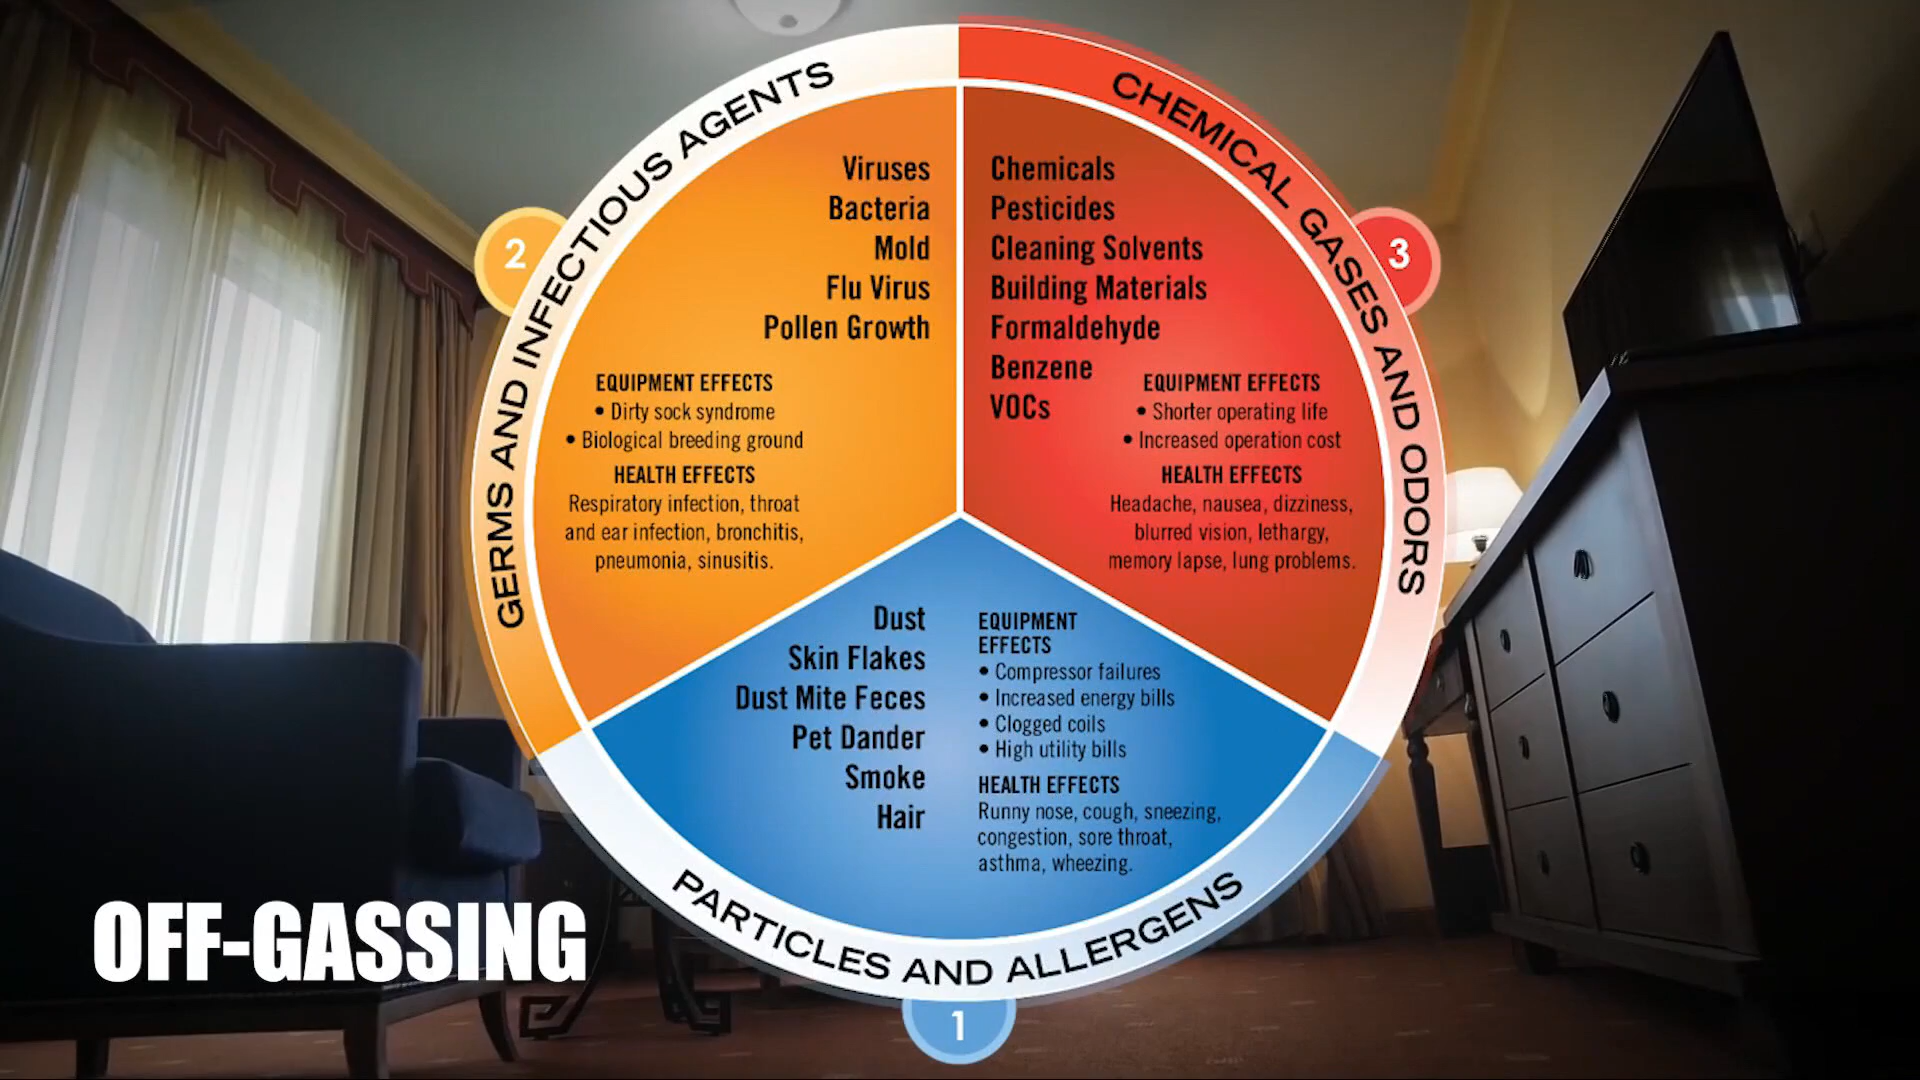 GERMS AND INFECTIOUS AGENTS
2
Viruses
Bacteria
Mold
Flu Virus
Pollen Growth
EQUIPMENT EFFECTS
• Dirty sock syndrome
• Biological breeding ground
HEALTH EFFECTS
Respiratory infection, throat
and ear infection, bronchitis,
pneumonia, sinusitis.
CHEMICAL GASES AND ODORS
3
Chemicals
Pesticides
Cleaning Solvents
Building Materials
Formaldehyde
Benzene
VOCs
EQUIPMENT EFFECTS
• Shorter operating life
• Increased operation cost
HEALTH EFFECTS
Headache, nausea, dizziness,
blurred vision, lethargy,
memory lapse, lung problems.
Dust
Skin Flakes
Dust Mite Feces
Pet Dander
Smoke
Hair
EQUIPMENT
EFFECTS
• Compressor failures
• Increased energy bills
• Clogged coils
• High utility bills
HEALTH EFFECTS
Runny nose, cough, sneezing,
congestion, sore throat,
asthma, wheezing.
PARTICLES AND ALLERGENS
1
OFF-GASSING